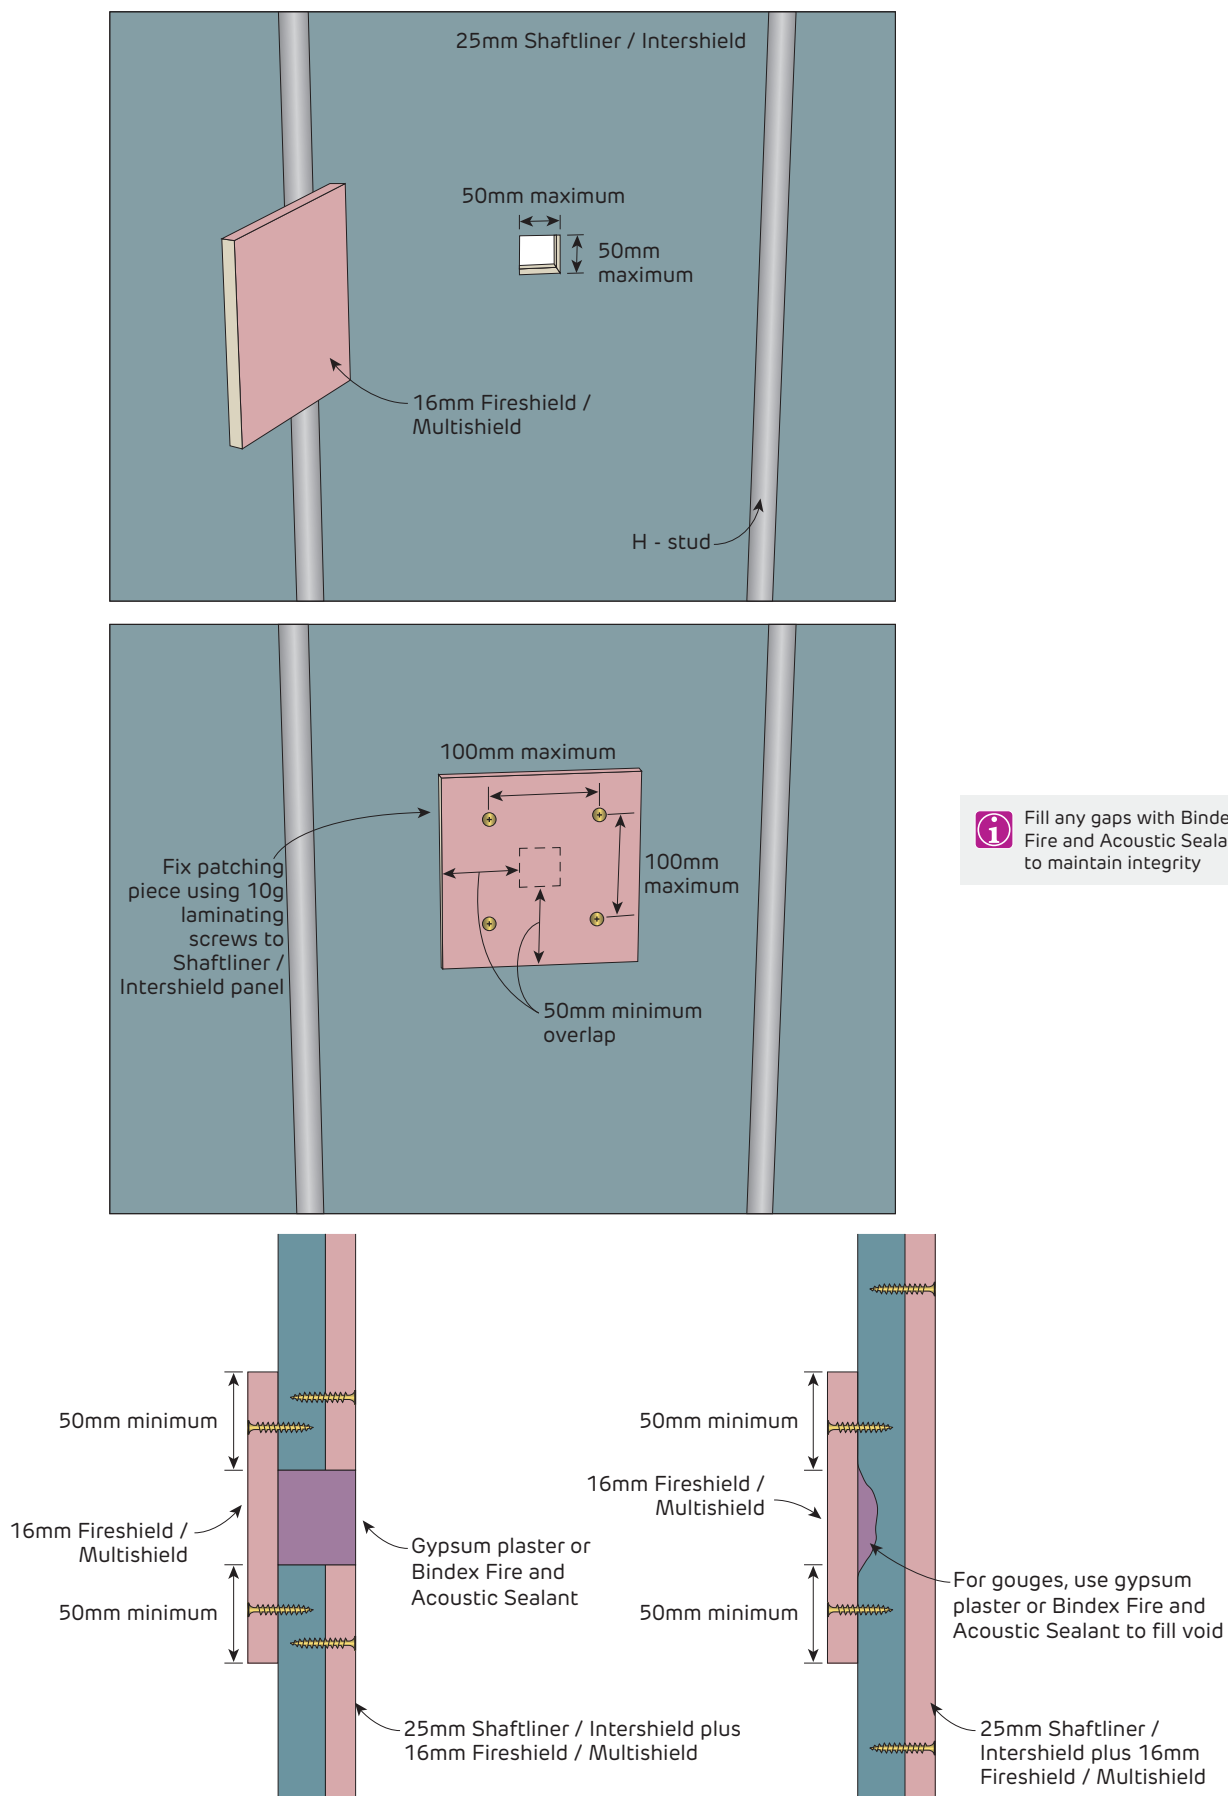 25mm Shaftliner / Intershield
50mm maximum
50mm
maximum
16mm Fireshield /
Multishield
H - stud
100mm maximum
100mm
maximum
Fix patching
piece using 10g
laminating
screws to
Shaftliner /
Intershield panel
50mm minimum
overlap
i
Fill any gaps with Binde
Fire and Acoustic Seala
to maintain integrity
50mm minimum
16mm Fireshield /
Multishield
50mm minimum
Gypsum plaster or
Bindex Fire and
Acoustic Sealant
25mm Shaftliner / Intershield plus
16mm Fireshield / Multishield
50mm minimum
16mm Fireshield /
Multishield
50mm minimum
For gouges, use gypsum
plaster or Bindex Fire and
Acoustic Sealant to fill void
25mm Shaftliner /
Intershield plus 16mm
Fireshield / Multishield